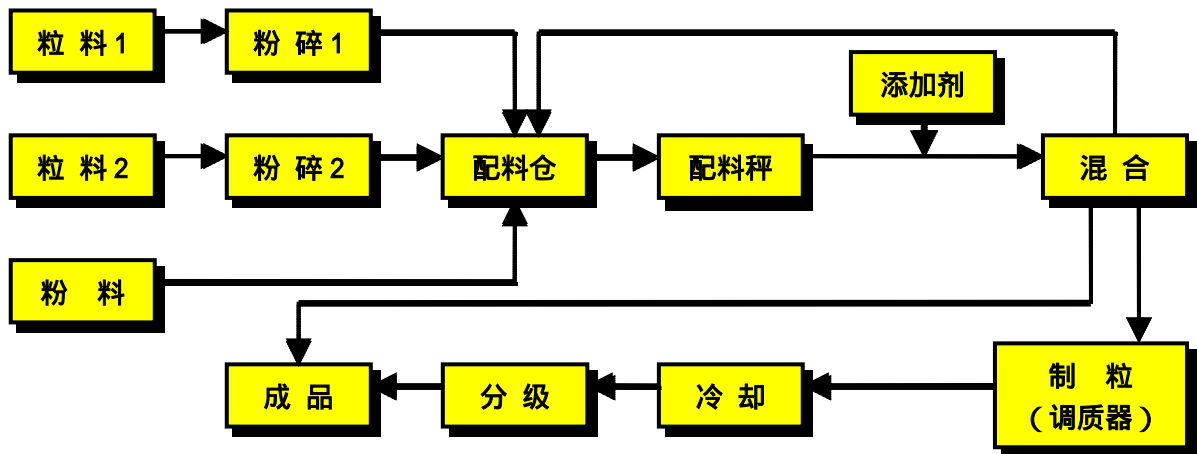 粒 料 1
粉 碎 1
添加剂
粒 料 2
粉 碎 2
配料仓
配料秤
混 合
粉 料
成 品
分 级
冷 却
制 粒
（调质器）